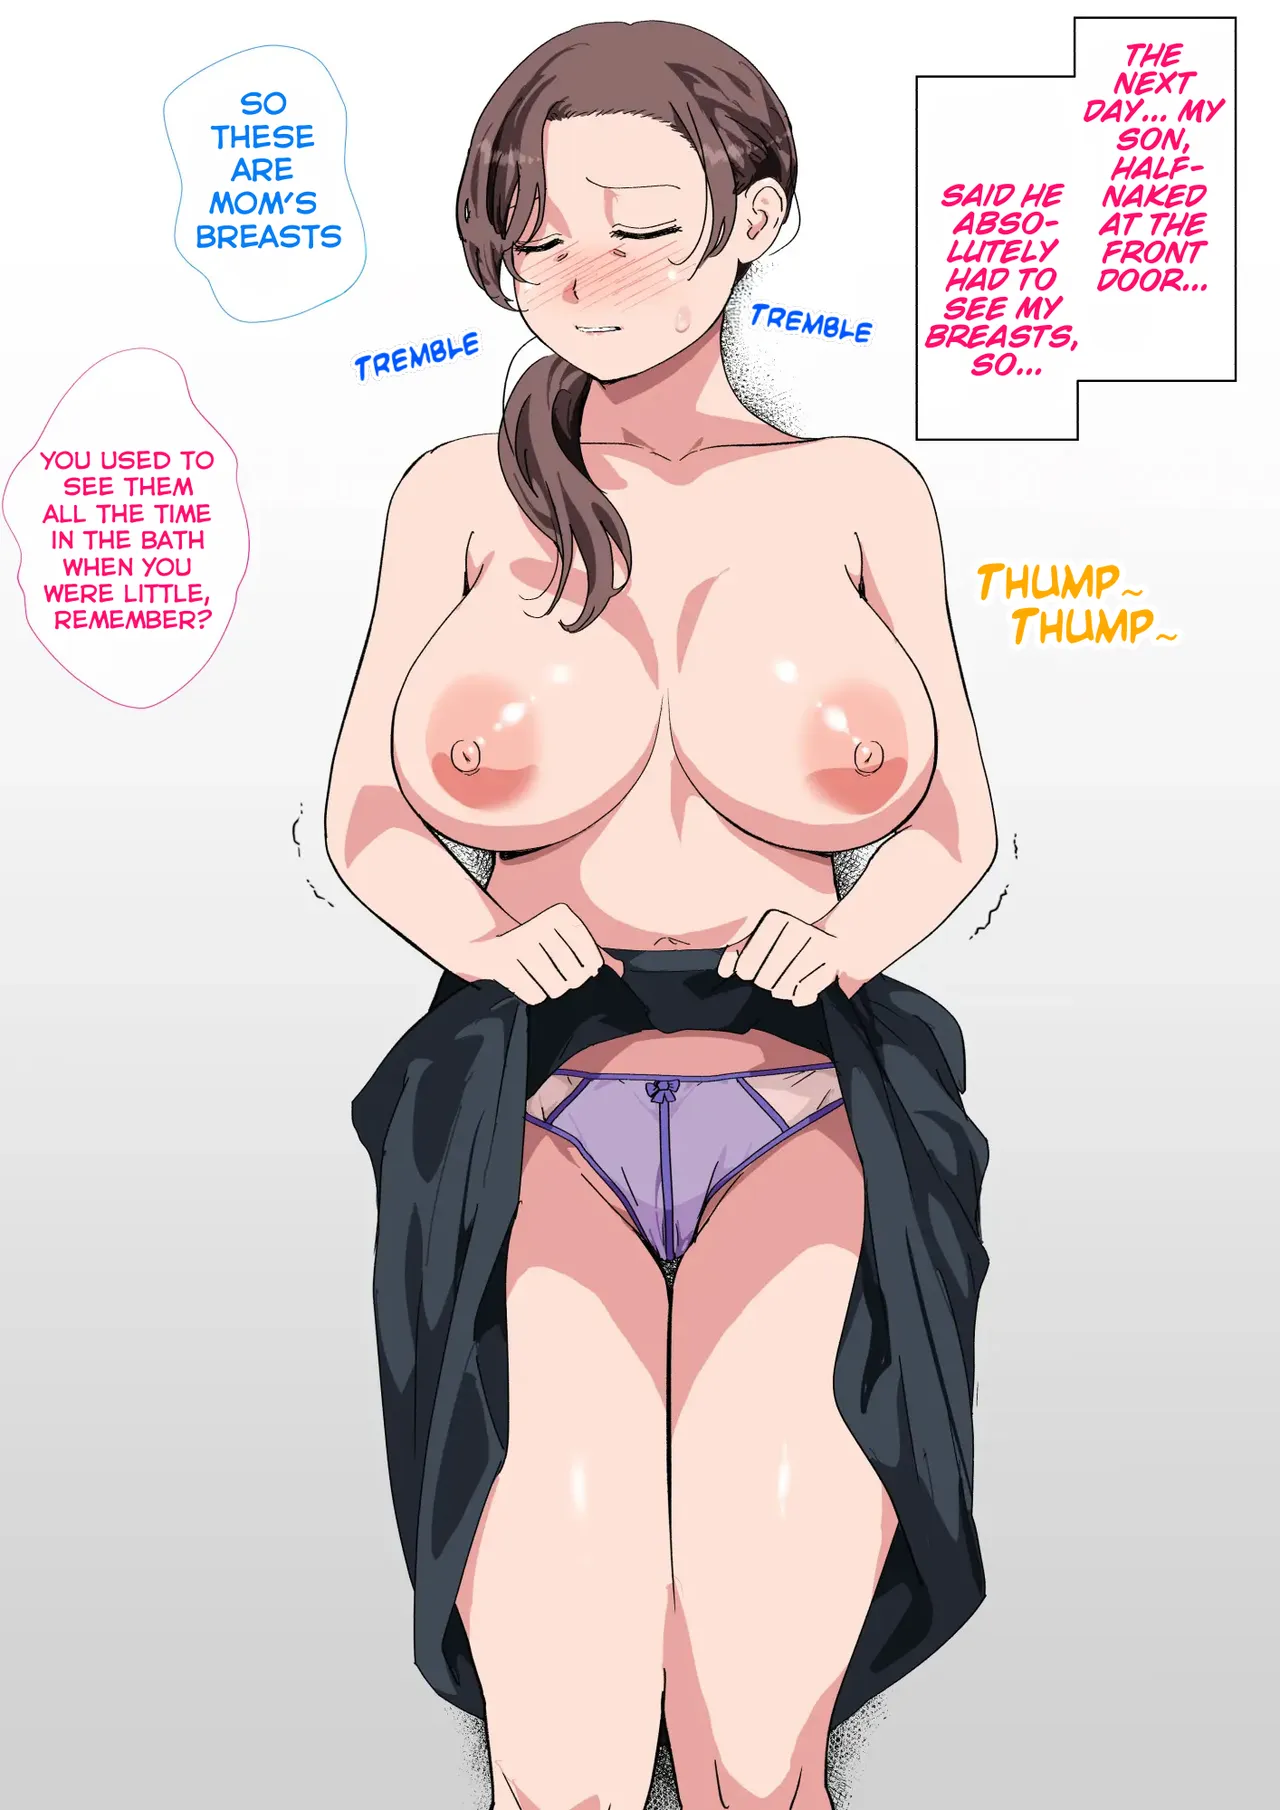 THE
NEXT
DAY... MY
SON,
HALF-
NAKED
AT THE
FRONT
DOOR...
SAID HE
ABSO-
LUTELY
HAD TO
SEE MY
BREASTS,
SO...
SO
THESE
ARE
MOM'S
BREASTS
TREMBLE
TREMBLE
YOU USED TO
SEE THEM
ALL THE TIME
IN THE BATH
WHEN YOU
WERE LITTLE,
REMEMBER?
THUMP~
THUMP~